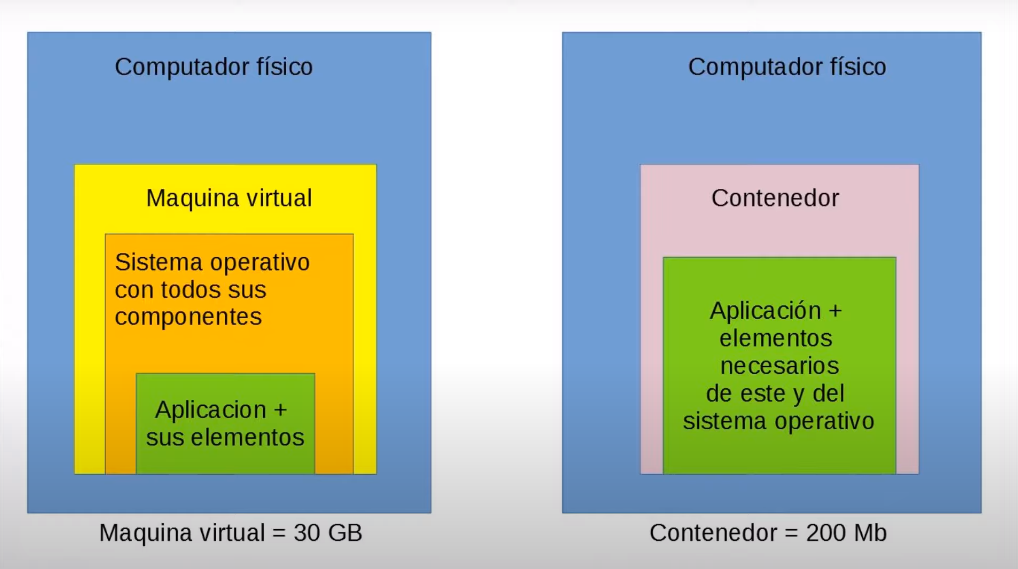 Computador físico
Maquina virtual
Sistema operativo
con todos sus
componentes
Aplicacion +
sus elementos
Maquina virtual = 30 GB
Computador físico
Contenedor
Aplicación +
elementos
necesarios
de este y del
sistema operativo
Contenedor = 200 Mb